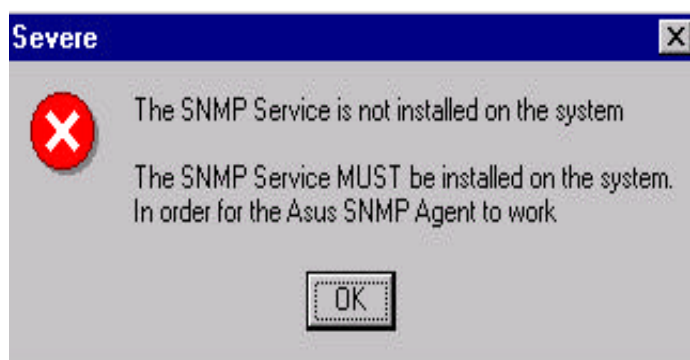 Severe
The SNMP Service is not installed on the system
The SNMP Service MUST be installed on the system.
In order for the Asus SNMP Agent to work
OK